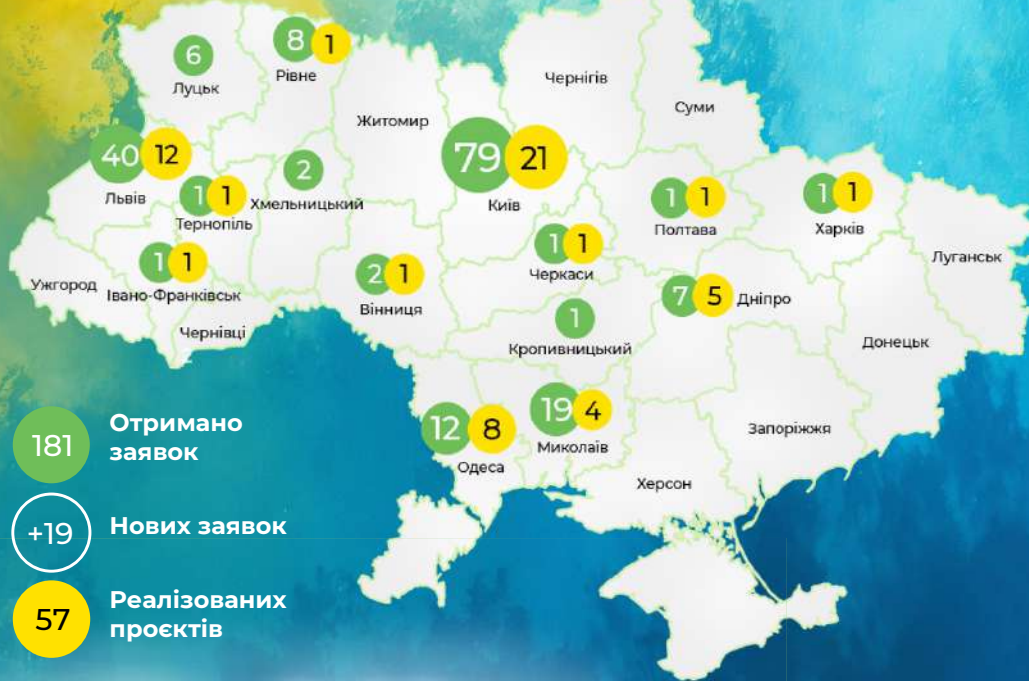 6
Луцьк
8 1
Рівне
Чернігів
Суми
Житомир
40 12
Львів
2
Хмельницький
79 21
Київ
1 1
Тернопіль
1 1
Полтава
1 1
Харків
1 1
Черкаси
Луганськ
Ужгород
1 1
Івано-Франківськ
2 1
Вінниця
7 5 Дніпро
1
Кропивницький
Чернівці
Донецьк
12 8
Одеса
19 4
Миколаїв
Запоріжжя
Херсон
181
Отримано
заявок
+19
Нових заявок
57
Реалізованих
проєктів